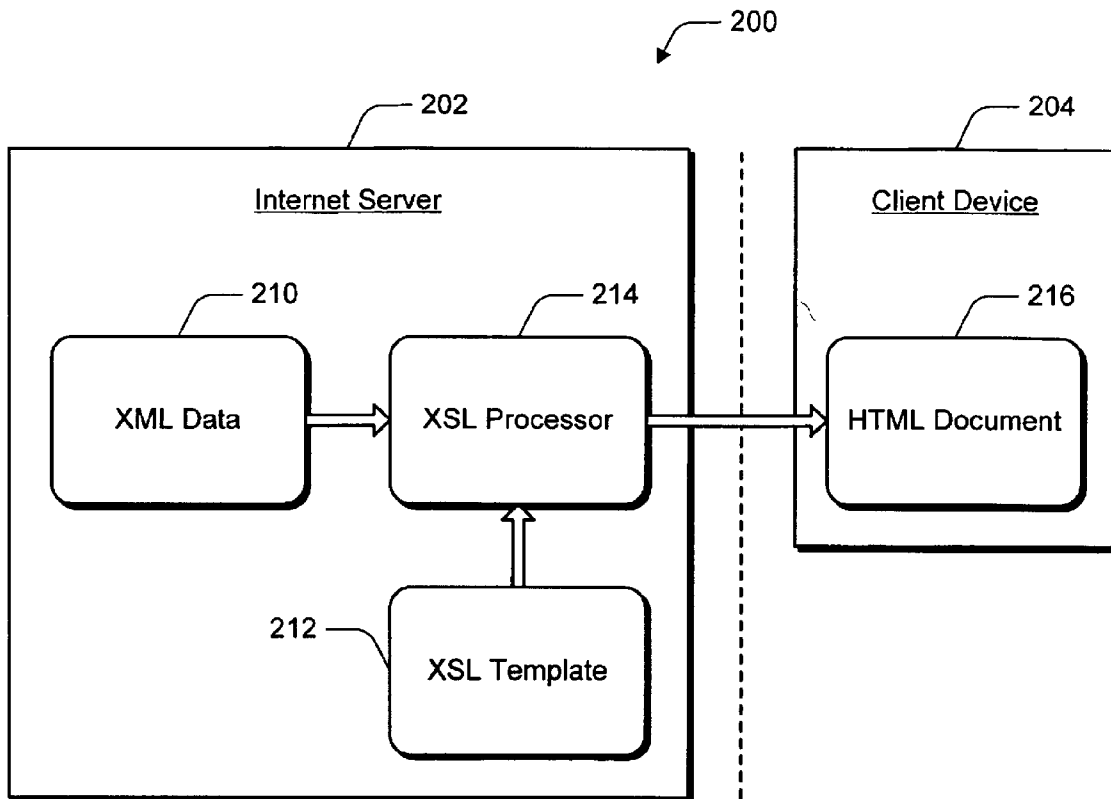 200
202
204
Internet Server
Client Device
210
214
216
XML Data
XSL Processor
HTML Document
212
XSL Template